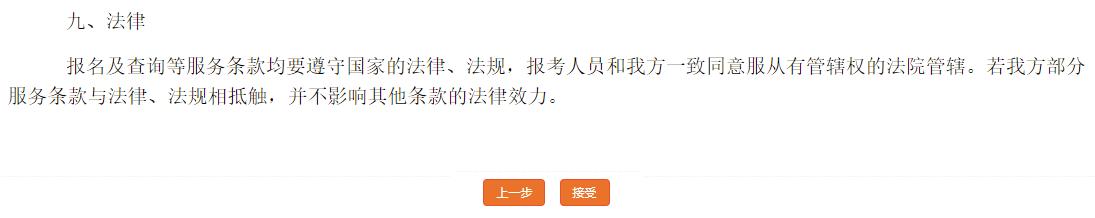 九、法律
报名及查询等服务条款均要遵守国家的法律、法规，报考人员和我方一致同意服从有管辖权的法院管辖。若我方部分
服务条款与法律、法规相抵触，并不影响其他条款的法律效力。
上一步 接受